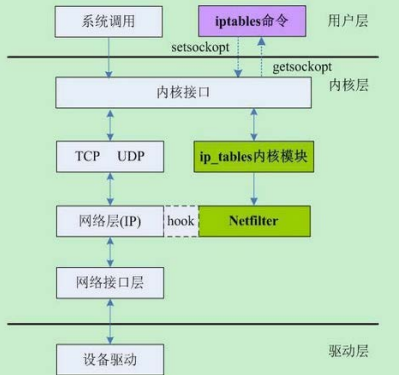 系统调用
iptables命令
用户层
setsockopt
getsockopt
内核层
内核接口
TCP UDP
ip_tables内核模块
网络层(IP)
hook
Netfilter
网络接口层
驱动层
设备驱动